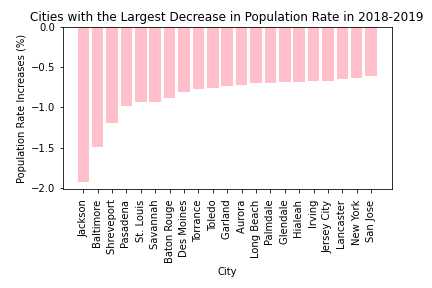 Cities with the Largest Decrease in Population Rate in 2018-2019
Population Rate Increases (%)
0.0
−0.5
−1.0
−1.5
−2.0
Jackson
Baltimore
Shreveport
Pasadena
St. Louis
Savannah
Baton Rouge
Des Moines
Torrance
Toledo
Garland
Aurora
Long Beach
Palmdale
Glendale
Hialeah
Irving
Jersey City
Lancaster
New York
San Jose
City